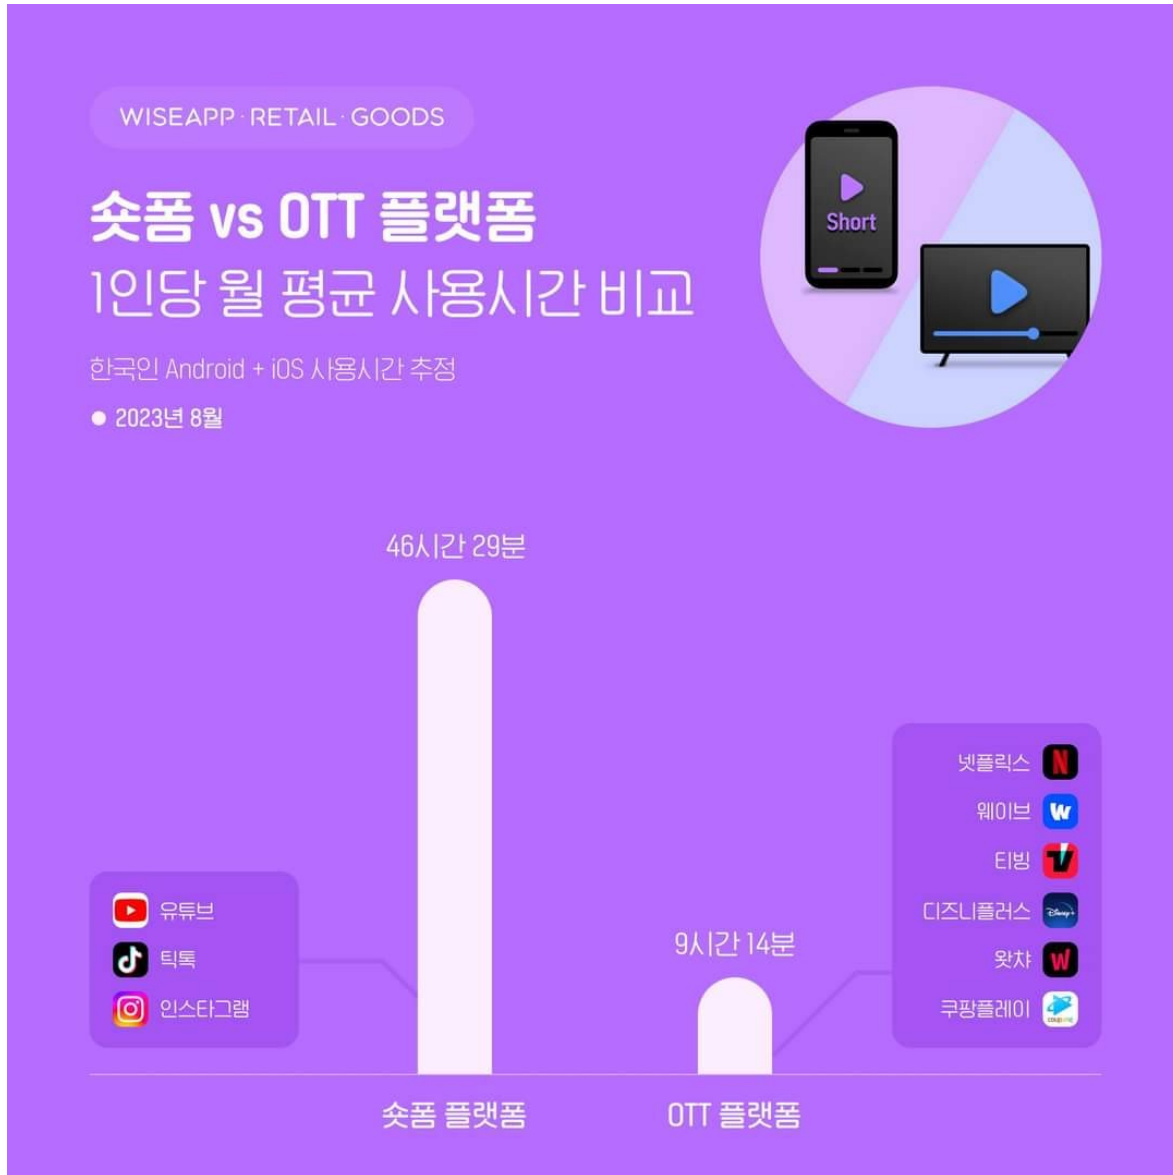 WISEAPP·RETAIL·GOODS
숏폼 vs OTT 플랫폼
1인당 월 평균 사용시간 비교
한국인 Android + iOS 사용시간 추정
● 2023년 8월
Short
46시간 29분
9시간 14분
유튜브
틱톡
인스타그램
넷플릭스
웨이브
티빙
디즈니플러스
Disney+
왓챠
쿠팡플레이
숏폼 플랫폼
OTT 플랫폼